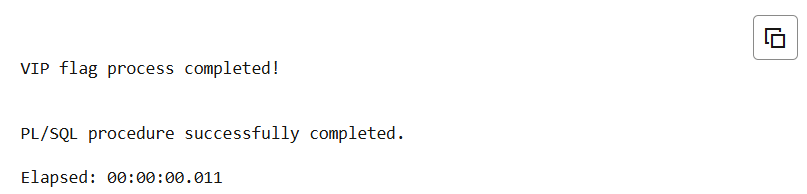 VIP flag process completed!
PL/SQL procedure successfully completed.
Elapsed: 00:00:00.011